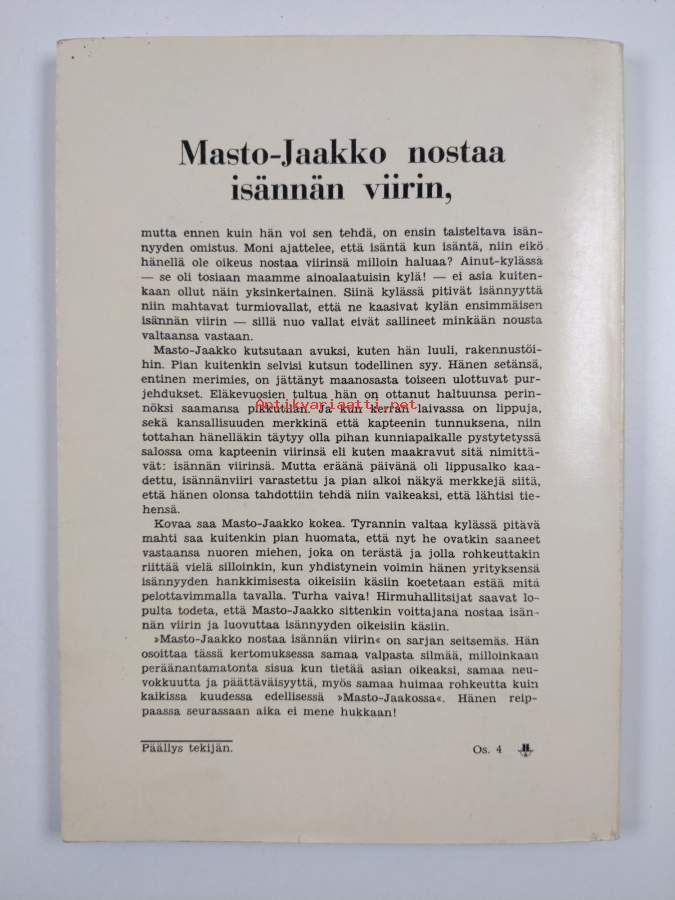 Masto-Jaakko nostaa
isännän viirin,
mutta ennen kuin hän voi sen tehdä, on ensin taisteltava isän-
nyyden omistus. Moni ajattelee, että isäntä kun isäntä, niin eikö
hänellä ole oikeus nostaa viirinsä milloin haluaa? Ainut-kylässä
— se oli tosiaan maamme ainoalaatuisin kylä! — ei asia kuiten-
kaan ollut näin yksinkertainen. Siinä kylässä pitivät isännyyttä
niin mahtavat turmiovallat, että ne kaasivat kylän ensimmäisen
isännän viirin — sillä nuo vallat eivät sallineet minkään nousta
valtaansa vastaan.
Masto-Jaakko kutsutaan avuksi, kuten hän luuli, rakennustöi-
hin. Pian kuitenkin selvisi kutsun todellinen syy. Hänen setänsä,
entinen merimies, on jättänyt maanosasta toiseen ulottuvat pur-
jehdukset. Eläkevuosien tultua hän on ottanut haltuunsa perin-
nöksi saamansa pikkutilan. Ja kun kerran laivassa on lippuja,
Antikvariaatti.net
sekä kansallisuuden merkkinä että kapteenin tunnuksena, niin
tottahan hänelläkin täytyy olla pihan kunniapaikalle pystytetyssä
salossa oma kapteenin viirinsä eli kuten maakravut sitä nimittä-
vät: isännän viirinsä. Mutta eräänä päivänä oli lippusalko kaa-
dettu, isännänviiri varastettu ja pian alkoi näkyä merkkejä siitä,
että hänen olonsa tahdottiin tehdä niin vaikeaksi, että lähtisi tie-
hensä.
Kovaa saa Masto-Jaakko kokea. Tyrannin valtaa kylässä pitävä
mahti saa kuitenkin pian huomata, että nyt he ovatkin saaneet
vastaansa nuoren miehen, joka on terästä ja jolla rohkeuttakin
riittää vielä silloinkin, kun yhdistynein voimin hänen yrityksensä
isännyyden hankkimisesta oikeisiin käsiin koetetaan estää mitä
pelottavimmalla tavalla. Turha vaiva! Hirmuhallitsijat saavat lo-
pulta todeta, että Masto-Jaakko sittenkin voittajana nostaa isän-
nän viirin ja luovuttaa isännyyden oikeisiin käsiin.
»Masto-Jaakko nostaa isännän viirin« on sarjan seitsemäs. Hän
osoittaa tässä kertomuksessa samaa valpasta silmää, milloinkaan
peräänantamatonta sisua kun tietää asian oikeaksi, samaa neu-
vokkuutta ja päättäväisyyttä, myös samaa huimaa rohkeutta kuin
kaikissa kuudessa edellisessä »Masto-Jaakossa«. Hänen reip-
paassa seurassaan aika ei mene hukkaan!
Päällys tekijän.
Os. 4